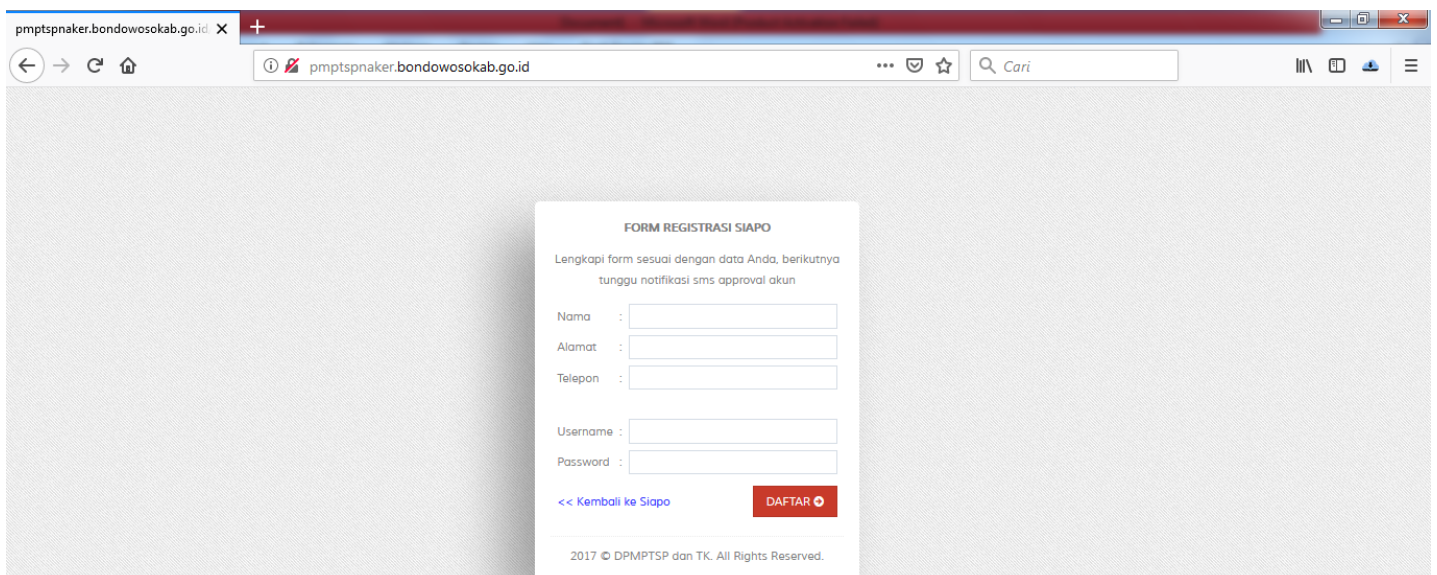 pmptspnaker.bondowosokab.go.id
pmptspnaker.bondowosokab.go.id
Cari
FORM REGISTRASI SIAPO
Lengkapi form sesuai dengan data Anda, berikutnya
tunggu notifikasi sms approval akun
Nama :
Alamat :
Telepon :
Username :
Password :
<< Kembali ke Siapo
DAFTAR
2017 © DPMPTSP dan TK. All Rights Reserved.